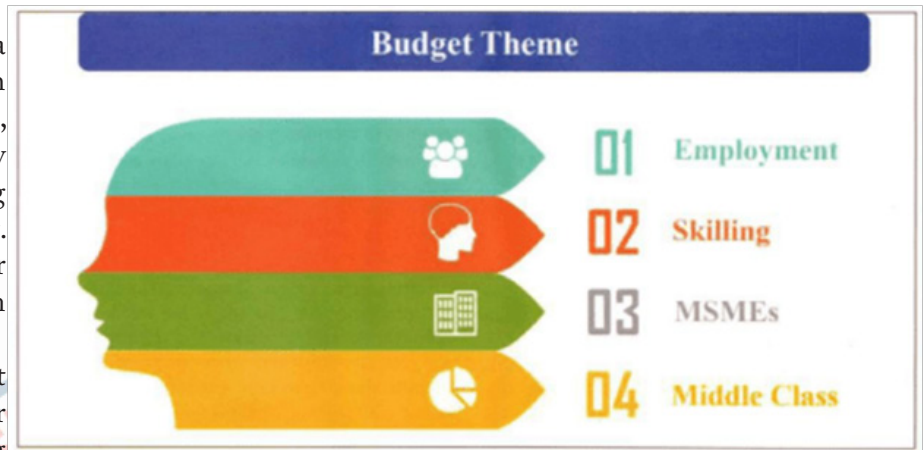 Budget Theme
01 Employment
02 Skilling
03 MSMEs
04 Middle Class